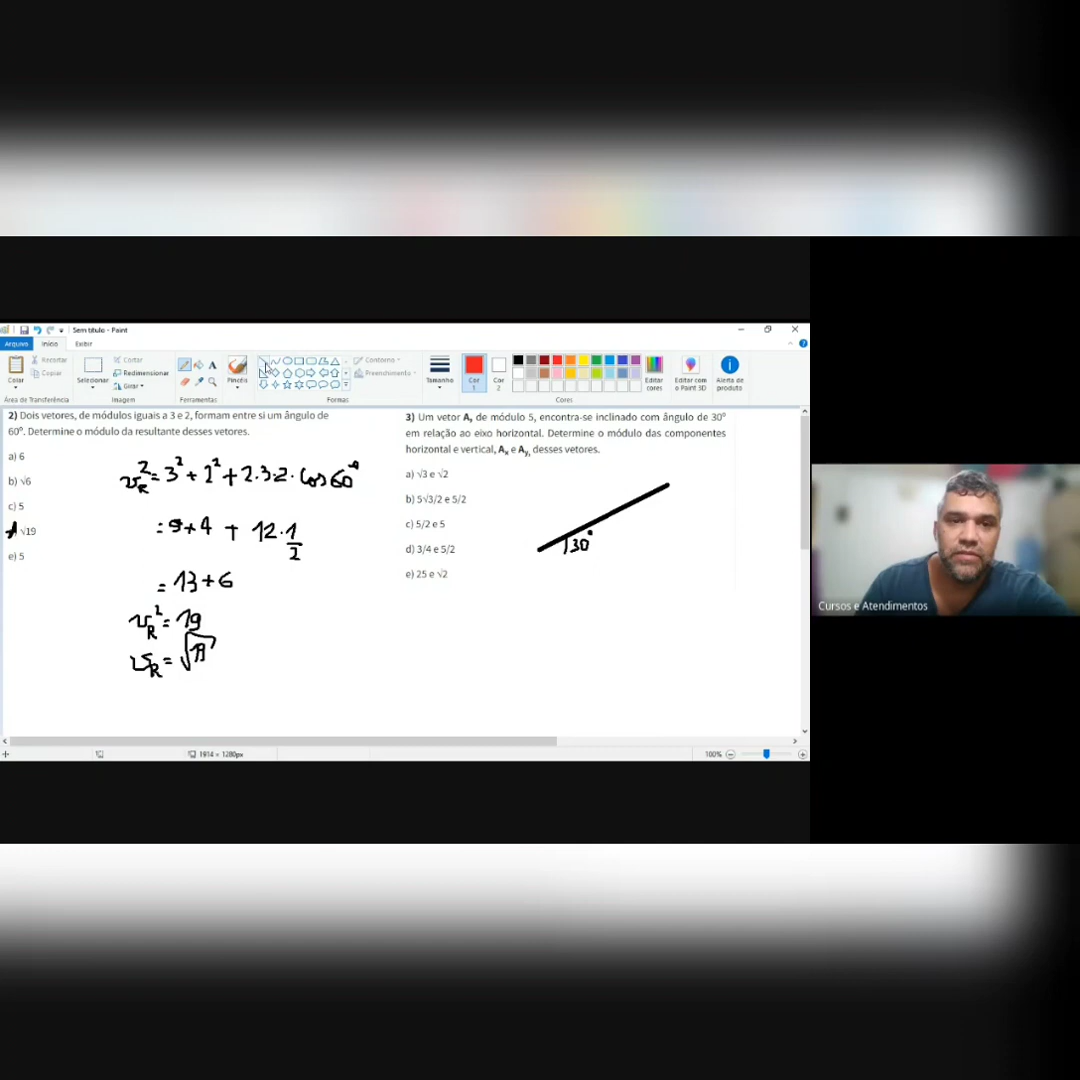 Sem título - Paint
Arquivo
Início
Exibir
Colar
Recortar
Copiar
Área de Transferência
Selecionar
Cortar
Redimensionar
Girar
Imagem
A
Ferramentas
Pincéis
Contorno
Preenchimento
Formas
Tamanho
Cor 1
Cor 2
Cores
Editar cores
Editar com o Paint 3D
Alerta de produto
2) Dois vetores, de módulos iguais a 3 e 2, formam entre si um ângulo de
60°. Determine o módulo da resultante desses vetores.
a) 6
b) √6
c) 5
√19
e) 5
v_R² = 3² + 2² + 2.3.2. cos 60°
= 9 + 4 + 12 . 1/2
= 13 + 6
v_R² = 19
3) Um vetor A, de módulo 5, encontra-se inclinado com ângulo de 30°
em relação ao eixo horizontal. Determine o módulo das componentes
horizontal e vertical, Ax e Ay, desses vetores.
a) √3 e √2
b) 5√3/2 e 5/2
c) 5/2 e 5
d) 3/4 e 5/2
e) 25 e √2
30°
Cursos e Atendimentos
1914 × 1280px
100%